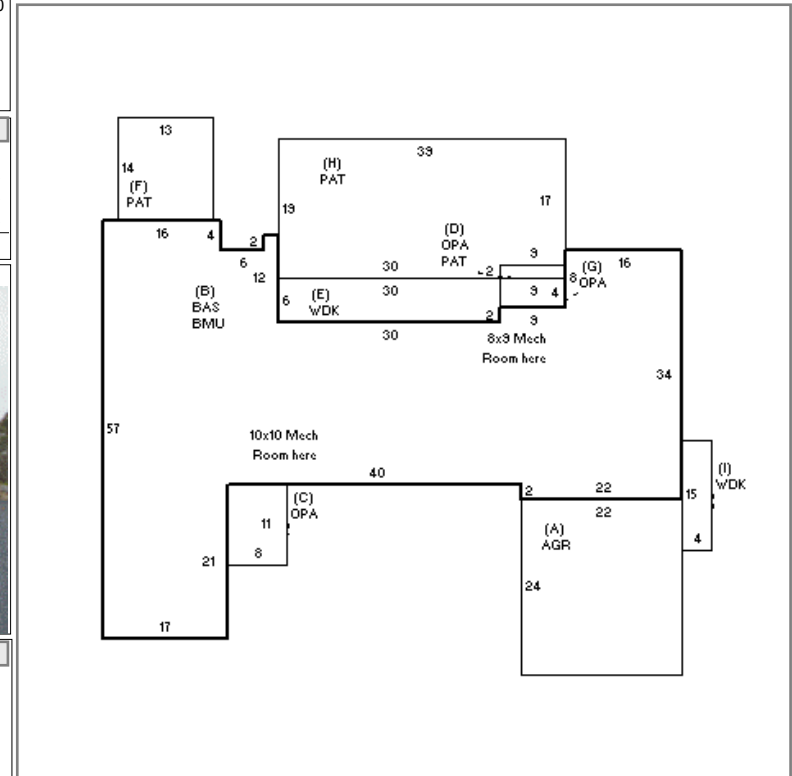 13
14
(F)
PAT
39
(H)
PAT
19
17
(D)
OPA
PAT
16
4
2
6
12
30
2
9
16
(G)
OPA
8
(B)
BAS
BMU
6
(E)
WDK
30
9
4
2
9
30
8x9 Mech
Room here
34
57
10x10 Mech
Room here
40
(C)
OPA
11
8
2
22
22
(I)
WDK
15
4
(A)
AGR
21
24
17